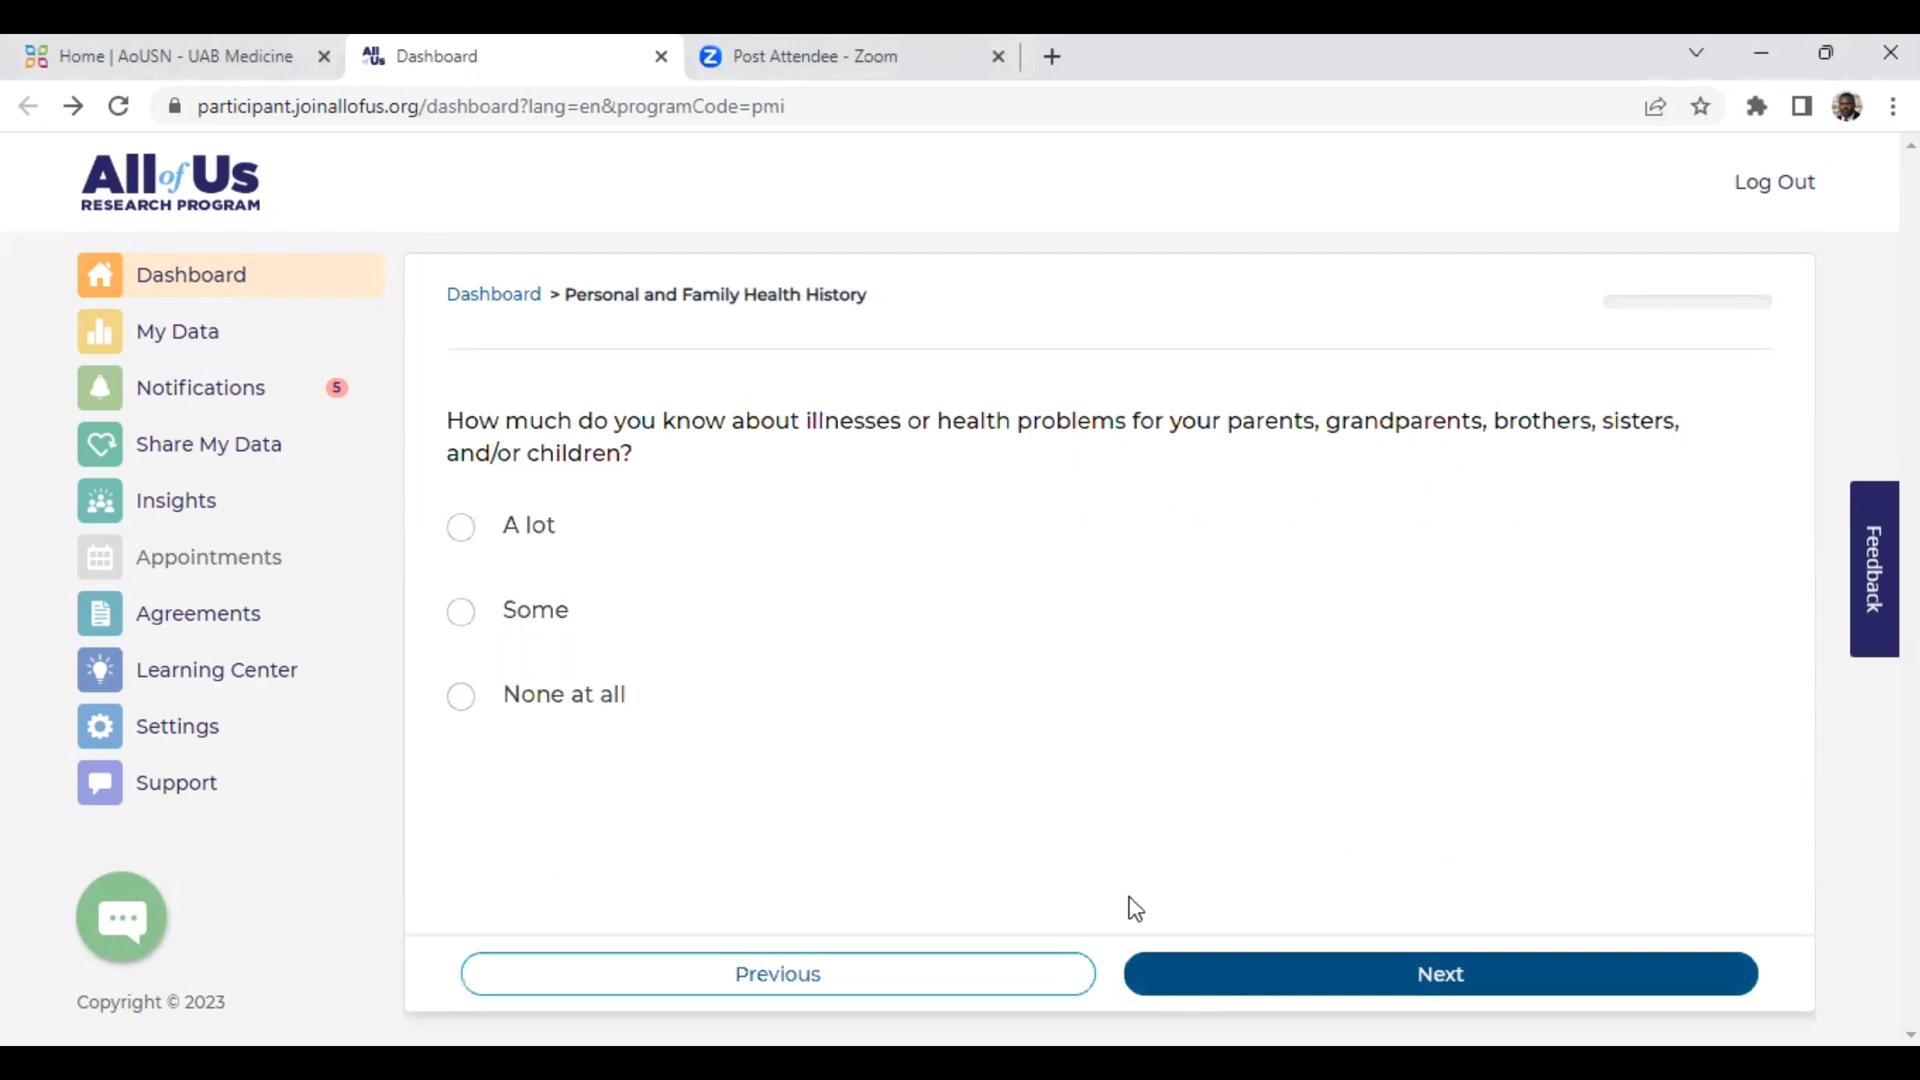 Home | AoUSN - UAB Medicine
Dashboard
Post Attendee - Zoom
participant.joinallofus.org/dashboard?lang=en&programCode=pmi
All of Us
RESEARCH PROGRAM
Log Out
Dashboard
My Data
Notifications 5
Share My Data
Insights
Appointments
Agreements
Learning Center
Settings
Support
Copyright © 2023
Dashboard > Personal and Family Health History
How much do you know about illnesses or health problems for your parents, grandparents, brothers, sisters,
and/or children?
A lot
Some
None at all
Previous
Next
Feedback